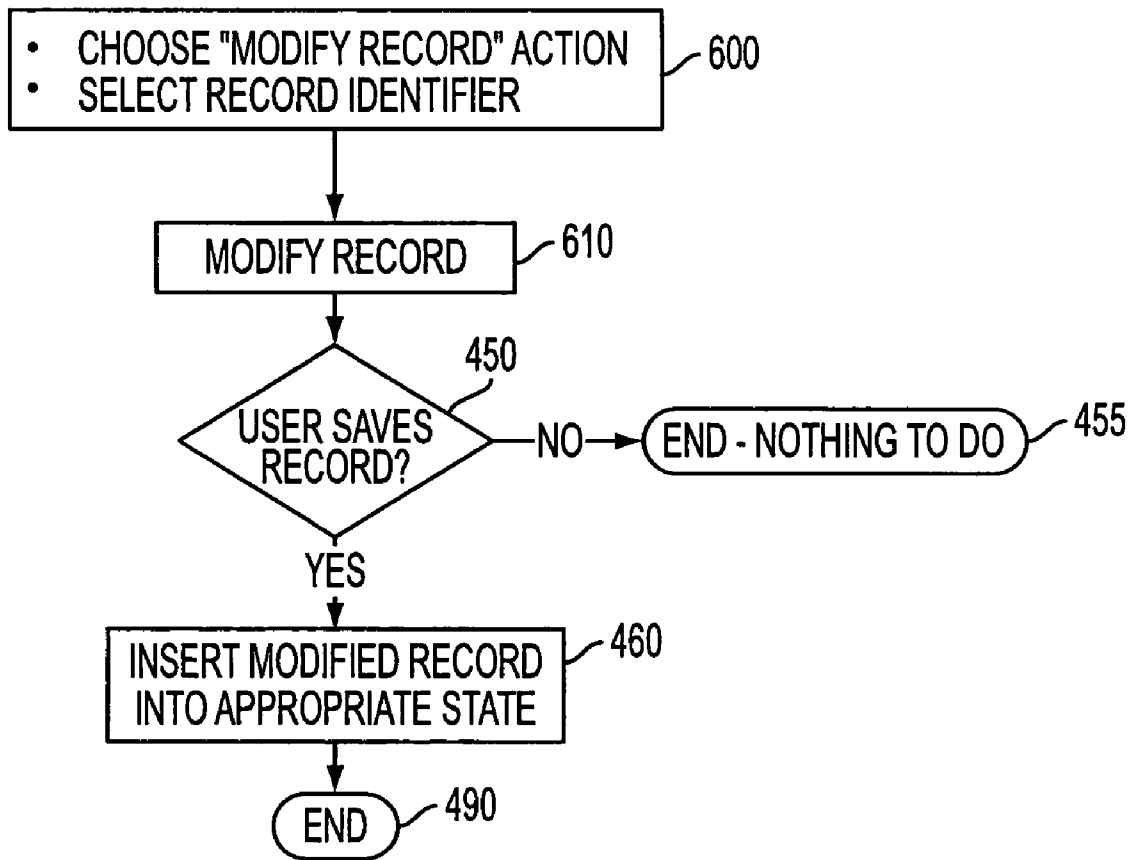 • CHOOSE "MODIFY RECORD" ACTION
• SELECT RECORD IDENTIFIER
600
MODIFY RECORD
610
450
USER SAVES
RECORD?
NO
END - NOTHING TO DO
455
YES
INSERT MODIFIED RECORD
INTO APPROPRIATE STATE
460
END
490